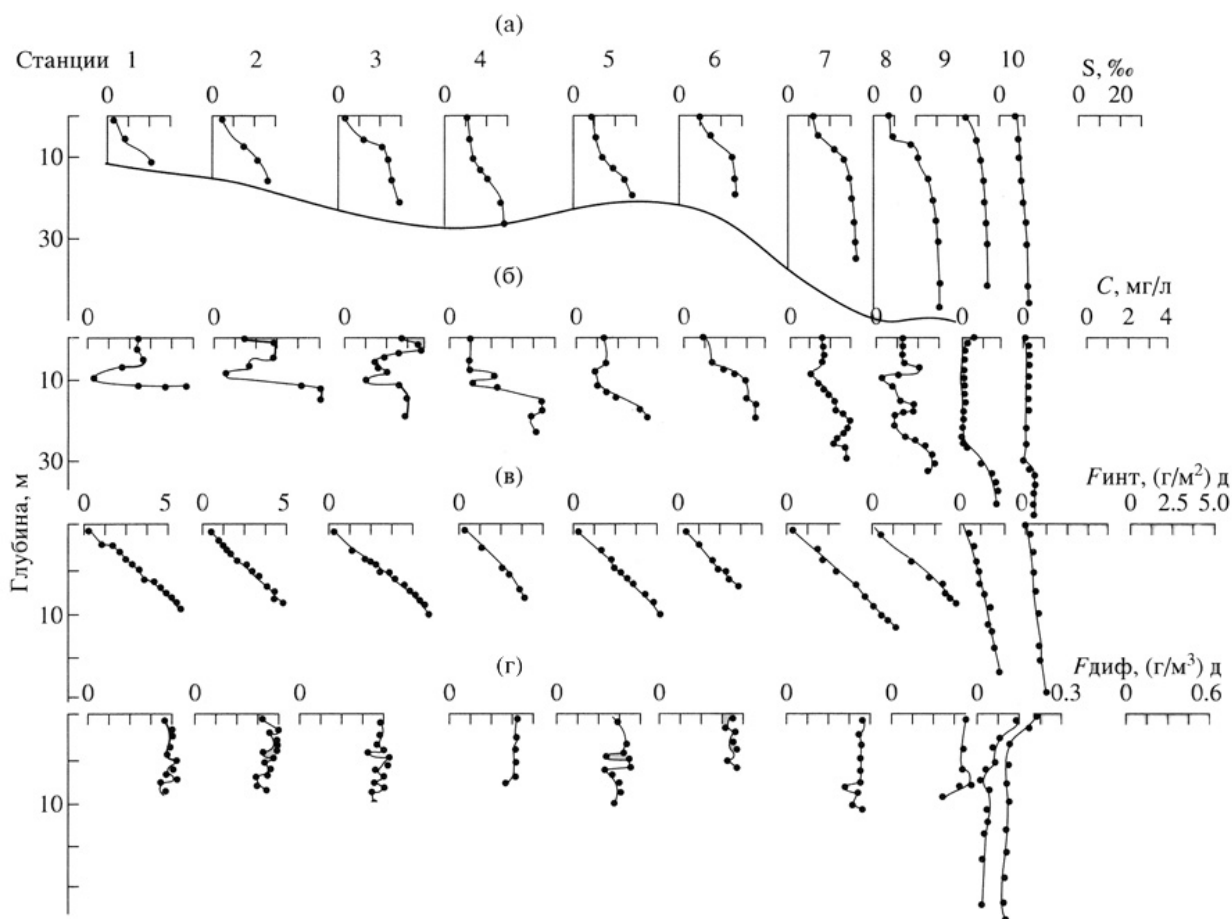 (а)
Станции 1 2 3 4 5 6 7 8 9 10 S, ‰
0 0 0 0 0 0 0 0 0 0 0 20
10
30
(б)
C, мг/л
0 0 0 0 0 0 0 0 0 0 0 2 4
10
30
(в)
Fинт, (г/м²) д
0 5 0 5 0 0 0 0 0 0 0 0 0 2.5 5.0
Глубина, м
10
(г)
Fдиф, (г/м³) д
0 0 0 0 0 0 0 0 0 0.3 0 0.6
10